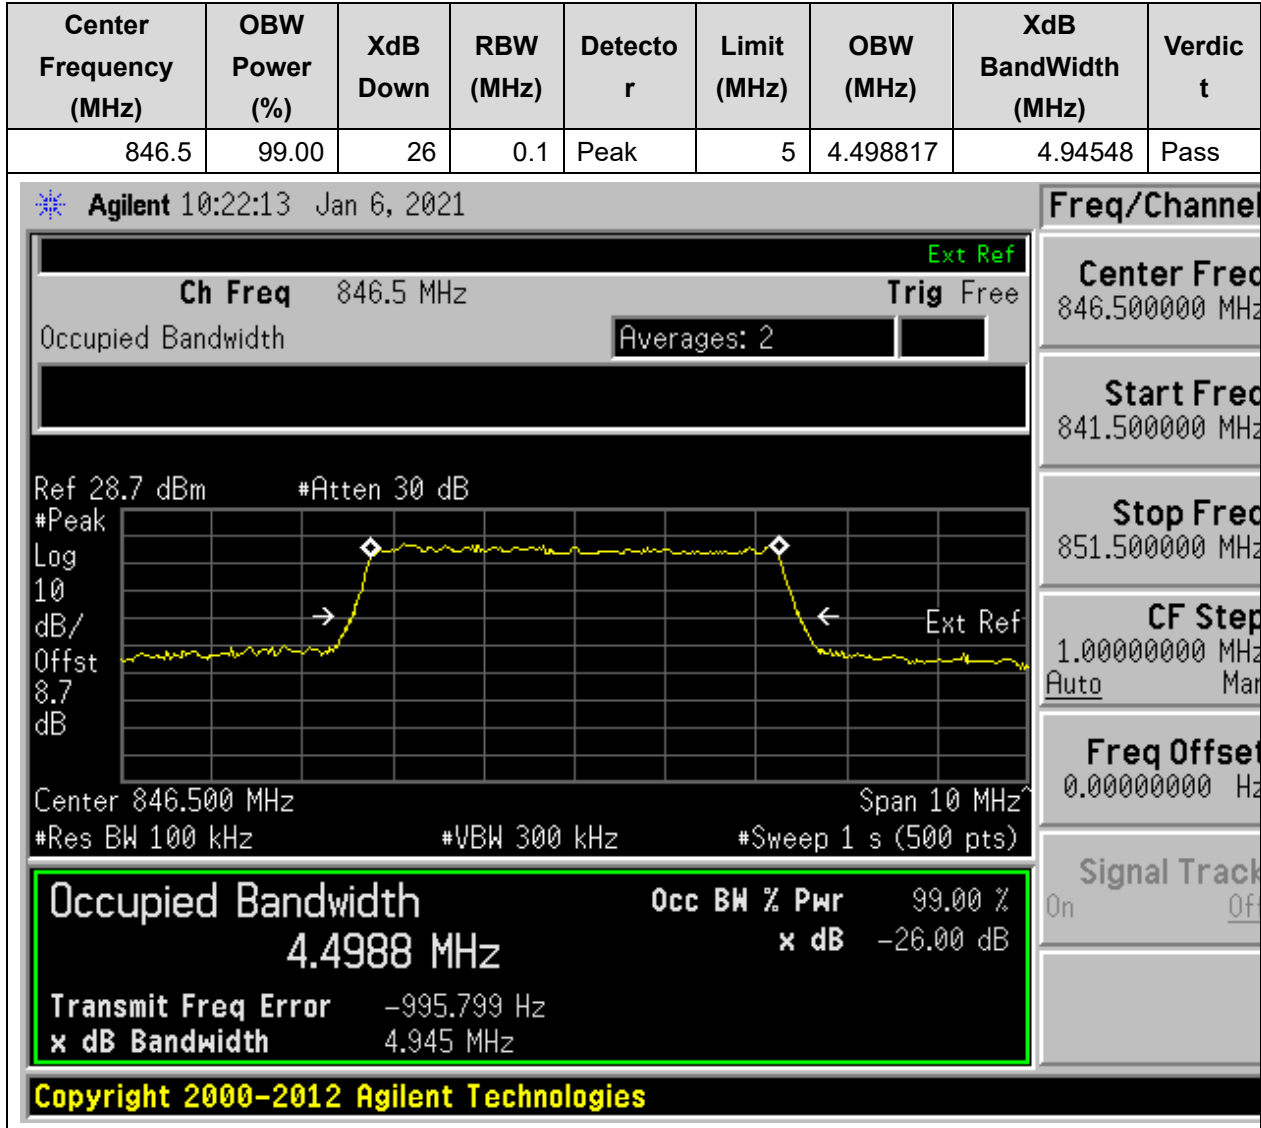 Center Frequency (MHz) OBW Power (%) XdB Down RBW (MHz) Detecto r Limit (MHz) OBW (MHz) XdB BandWidth (MHz) Verdic t
846.5 99.00 26 0.1 Peak 5 4.498817 4.94548 Pass
Agilent 10:22:13 Jan 6, 2021
Freq/Channel
Ext Ref
Ch Freq 846.5 MHz Trig Free
Occupied Bandwidth Averages: 2
Center Freq
846.500000 MHz
Start Freq
841.500000 MHz
Stop Freq
851.500000 MHz
CF Step
1.00000000 MHz
Auto Man
Freq Offset
0.00000000 Hz
Signal Track
On Off
Ref 28.7 dBm #Atten 30 dB
#Peak
Log
10
dB/
Offst
8.7
dB
Ext Ref
Center 846.500 MHz Span 10 MHz^
#Res BW 100 kHz #VBW 300 kHz #Sweep 1 s (500 pts)
Occupied Bandwidth
4.4988 MHz
Occ BW % Pwr 99.00 %
x dB -26.00 dB
Transmit Freq Error -995.799 Hz
x dB Bandwidth 4.945 MHz
Copyright 2000-2012 Agilent Technologies